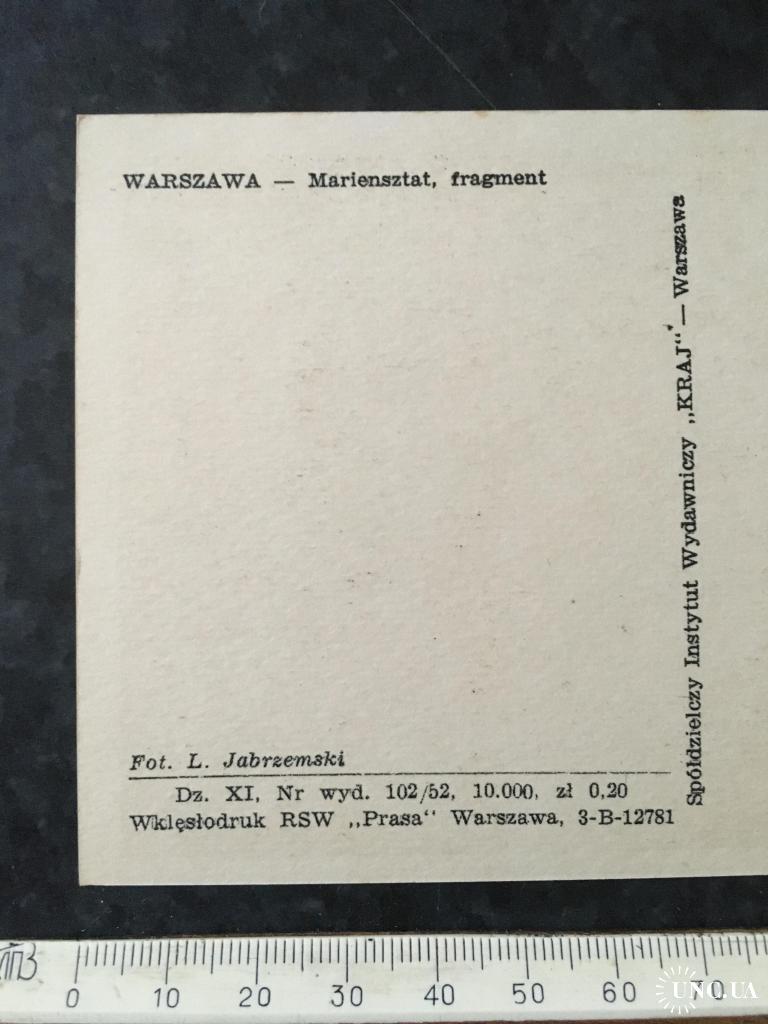 WARSZAWA — Mariensztat, fragment
Spółdzielczy Instytut Wydawniczy „KRAJ“ — Warszawa
Fot. L. Jabrzemski
Dz. XI, Nr wyd. 102/52, 10.000, zł 0,20
Wklęsłodruk RSW „Prasa“ Warszawa, 3-B-12781
0 10 20 30 40 50 60 70
UNC.UA